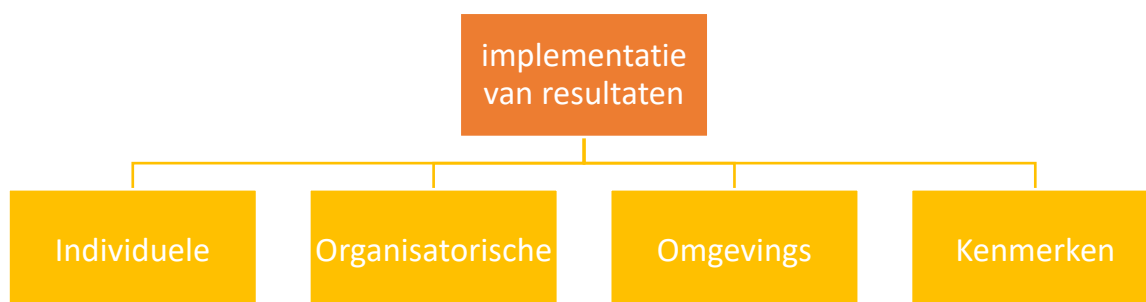 implementatie
van resultaten
Individuele
Organisatorische
Omgevings
Kenmerken